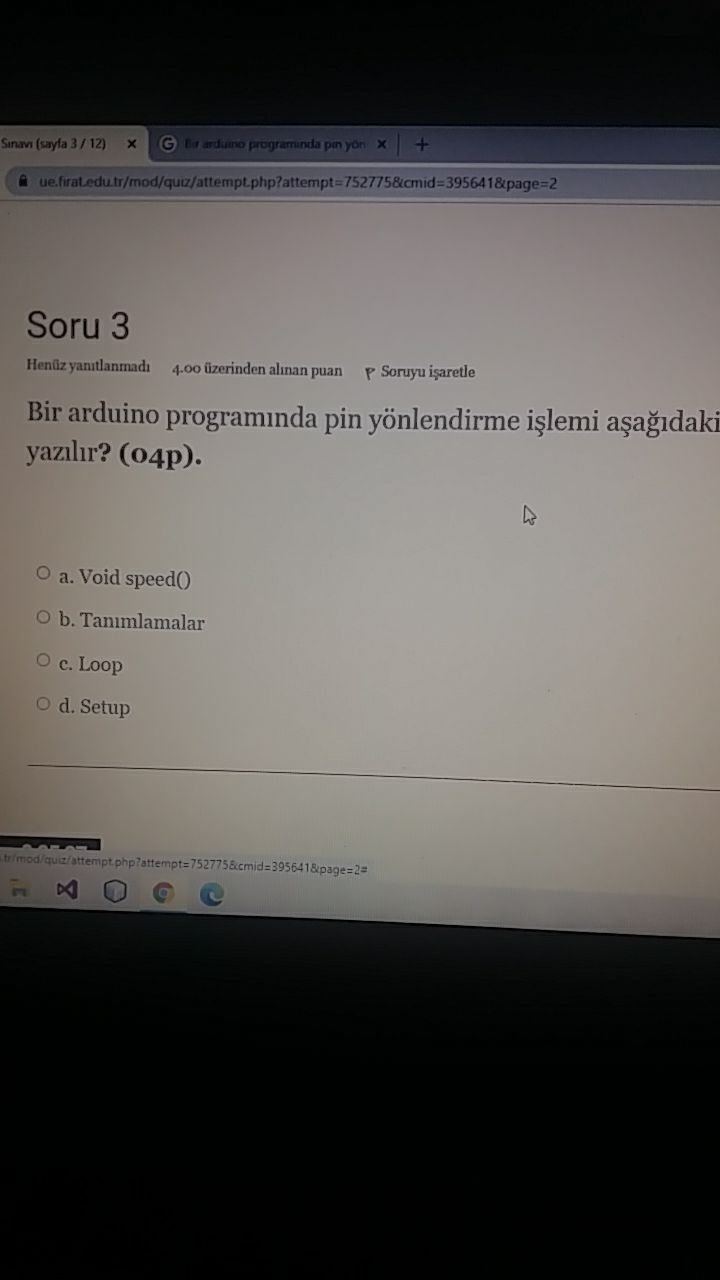 Sınavı (sayfa 3 / 12)
Bir arduino programında pin yön
ue.firat.edu.tr/mod/quiz/attempt.php?attempt=752775&cmid=395641&page=2
Soru 3
Henüz yanıtlanmadı 4.00 üzerinden alınan puan Soruyu işaretle
Bir arduino programında pin yönlendirme işlemi aşağıdaki
yazılır? (04p).
a. Void speed()
b. Tanımlamalar
c. Loop
d. Setup
.tr/mod/quiz/attempt.php?attempt=752775&cmid=395641&page=2#